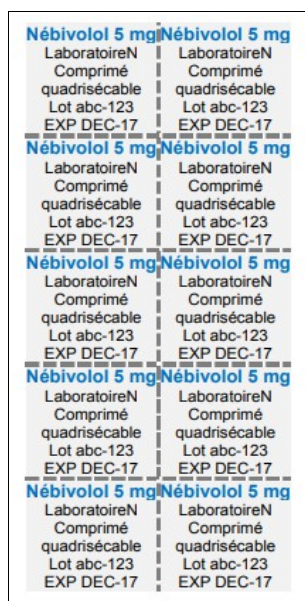 Nébivolol 5 mg Nébivolol 5 mg
LaboratoireN LaboratoireN
Comprimé Comprimé
quadrisécable quadrisécable
Lot abc-123 Lot abc-123
EXP DEC-17 EXP DEC-17
Nébivolol 5 mg Nébivolol 5 mg
LaboratoireN LaboratoireN
Comprimé Comprimé
quadrisécable quadrisécable
Lot abc-123 Lot abc-123
EXP DEC-17 EXP DEC-17
Nébivolol 5 mg Nébivolol 5 mg
LaboratoireN LaboratoireN
Comprimé Comprimé
quadrisécable quadrisécable
Lot abc-123 Lot abc-123
EXP DEC-17 EXP DEC-17
Nébivolol 5 mg Nébivolol 5 mg
LaboratoireN LaboratoireN
Comprimé Comprimé
quadrisécable quadrisécable
Lot abc-123 Lot abc-123
EXP DEC-17 EXP DEC-17
Nébivolol 5 mg Nébivolol 5 mg
LaboratoireN LaboratoireN
Comprimé Comprimé
quadrisécable quadrisécable
Lot abc-123 Lot abc-123
EXP DEC-17 EXP DEC-17